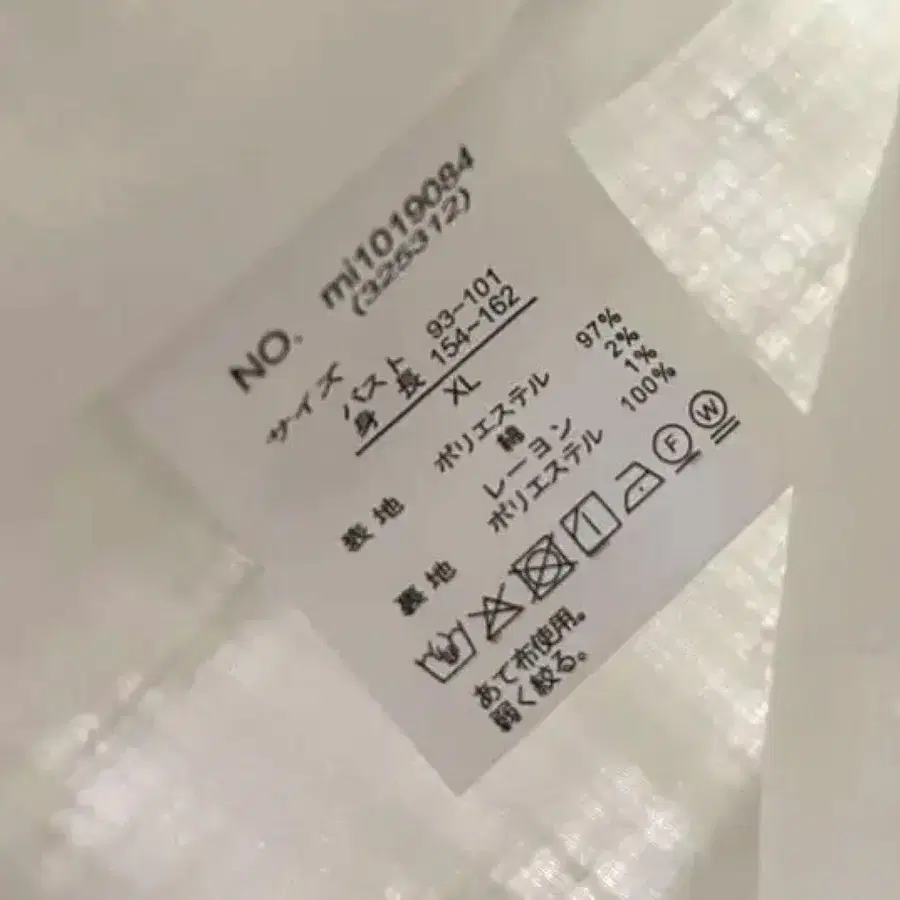 NO. mi1019084
(325312)
サイズ
バスト 93-101
身長 154-162
XL
表地 ポリエステル 97%
綿 2%
レーヨン 1%
裏地 ポリエステル 100%
F W
あて布使用。
弱く絞る。